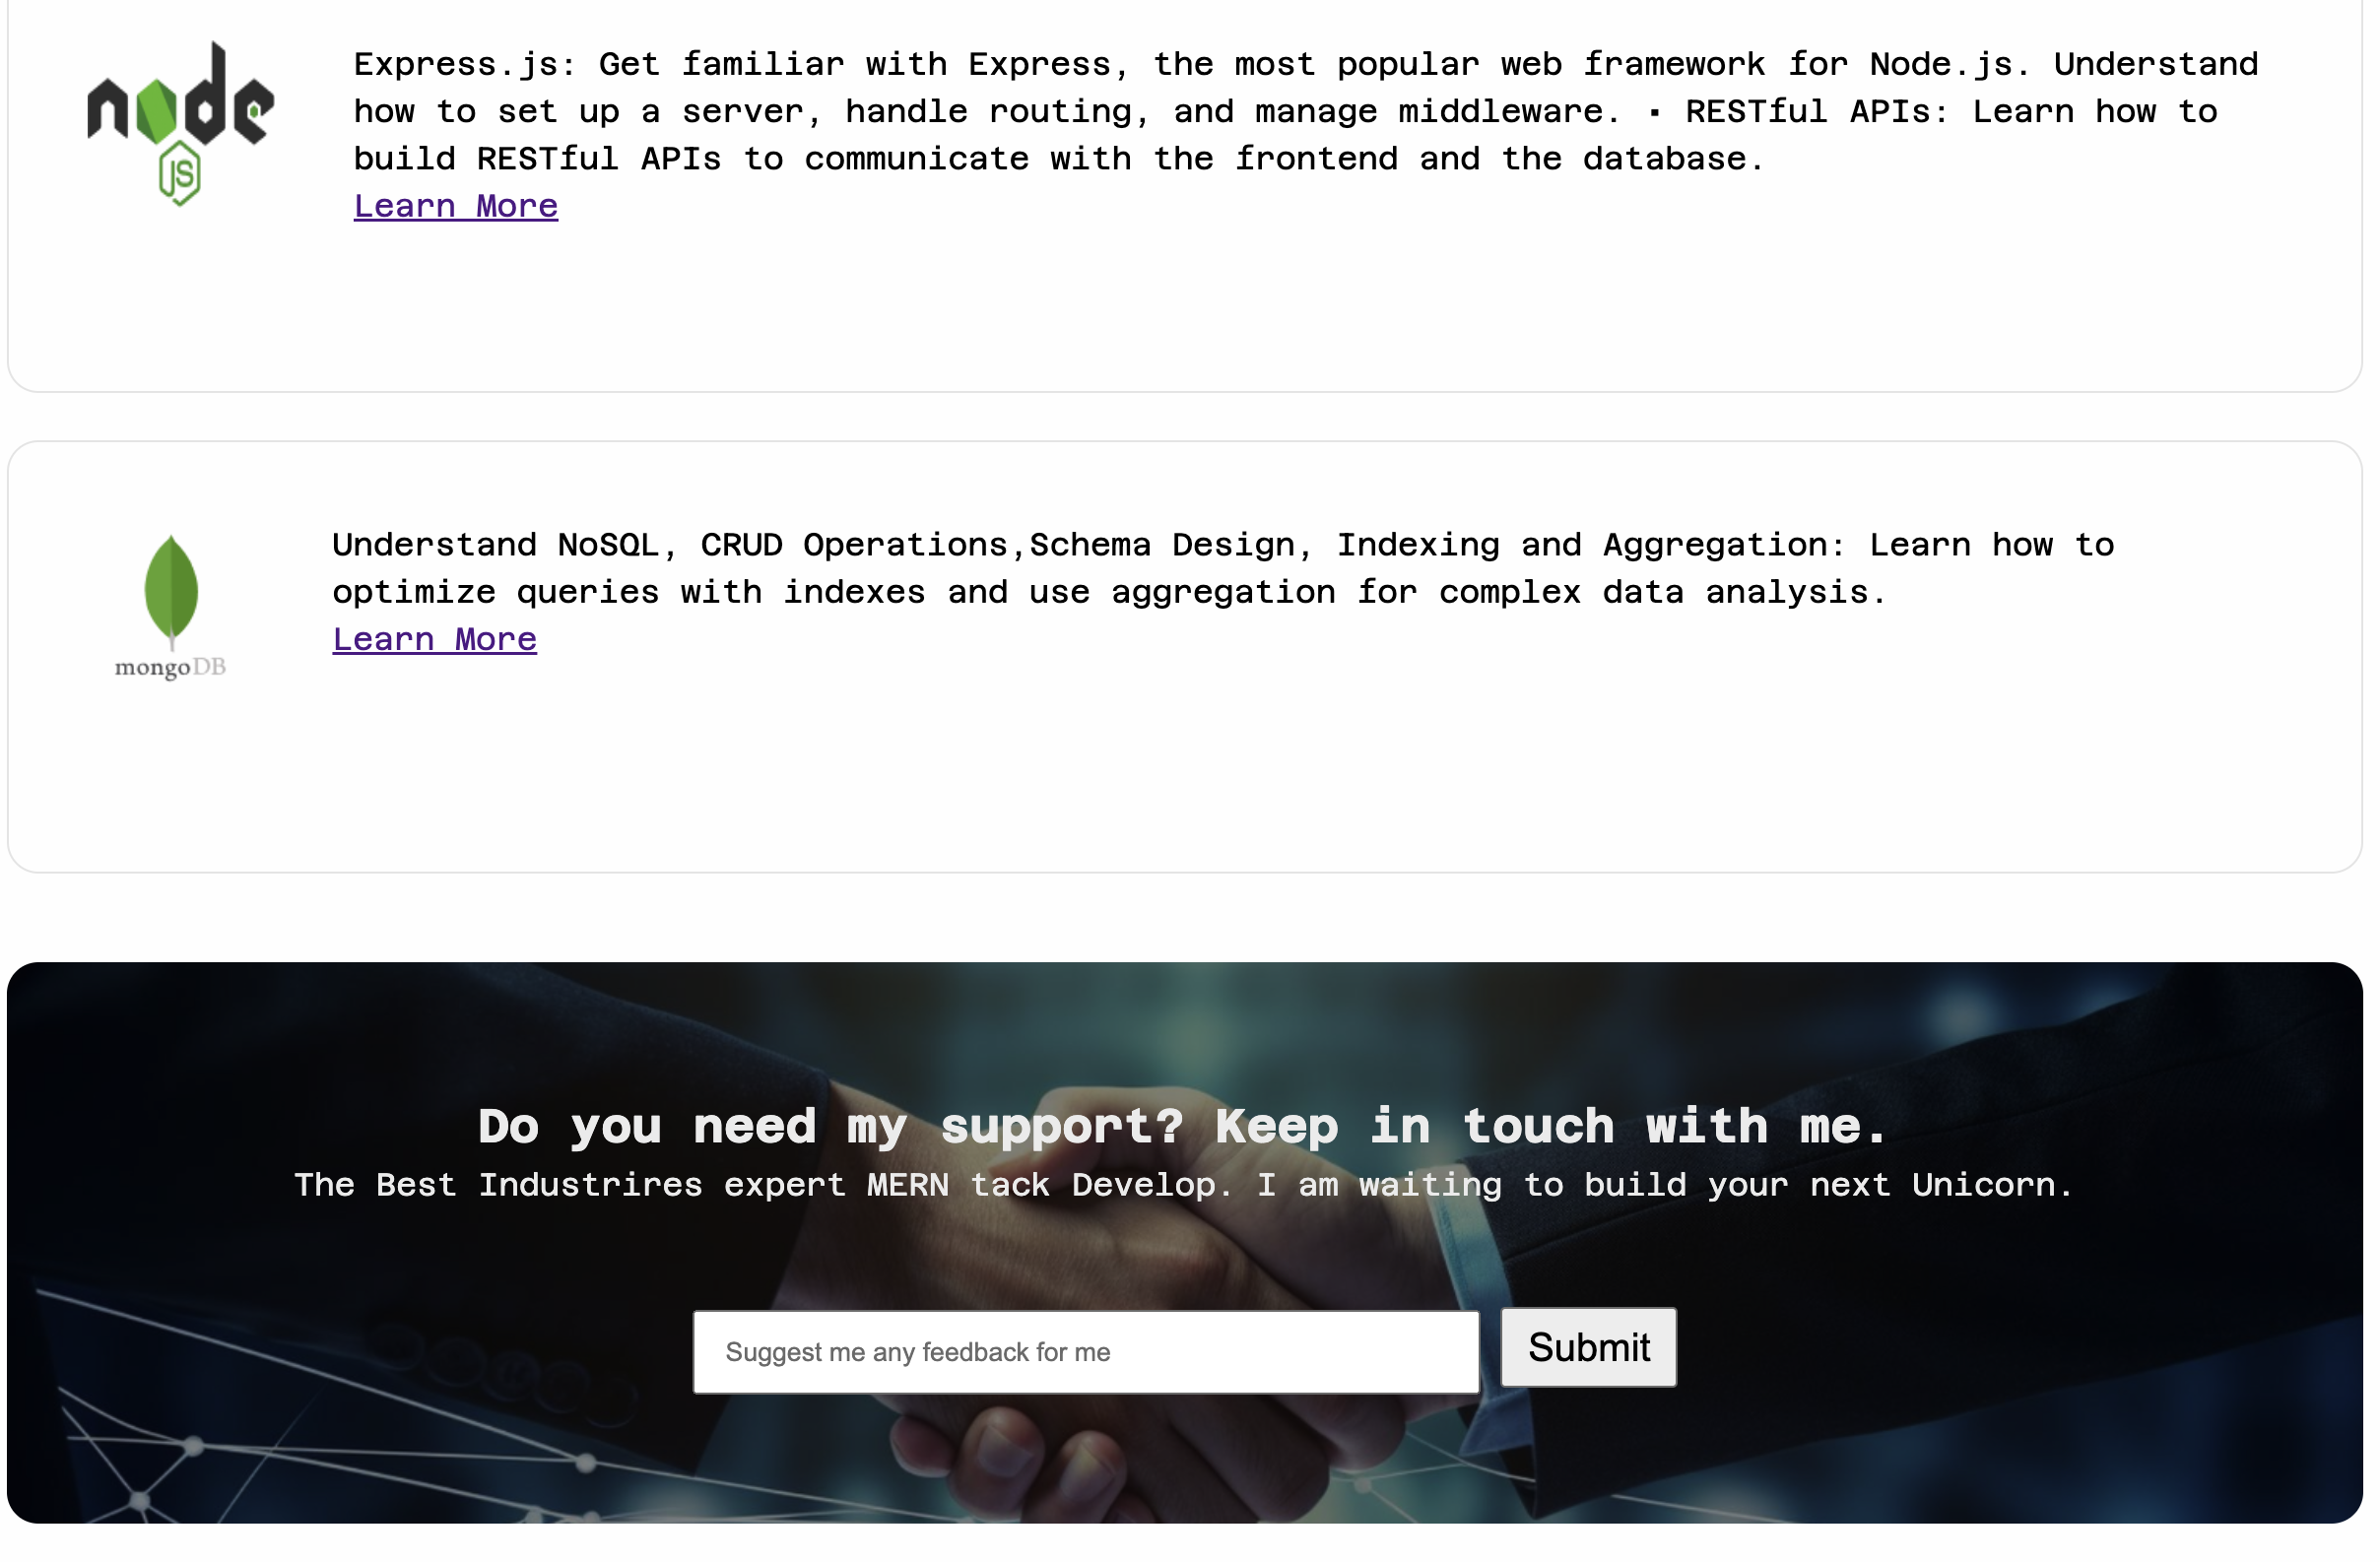 node
JS
Express.js: Get familiar with Express, the most popular web framework for Node.js. Understand
how to set up a server, handle routing, and manage middleware. • RESTful APIs: Learn how to
build RESTful APIs to communicate with the frontend and the database.
Learn More
mongoDB
Understand NoSQL, CRUD Operations,Schema Design, Indexing and Aggregation: Learn how to
optimize queries with indexes and use aggregation for complex data analysis.
Learn More
Do you need my support? Keep in touch with me.
The Best Industrires expert MERN tack Develop. I am waiting to build your next Unicorn.
Suggest me any feedback for me
Submit